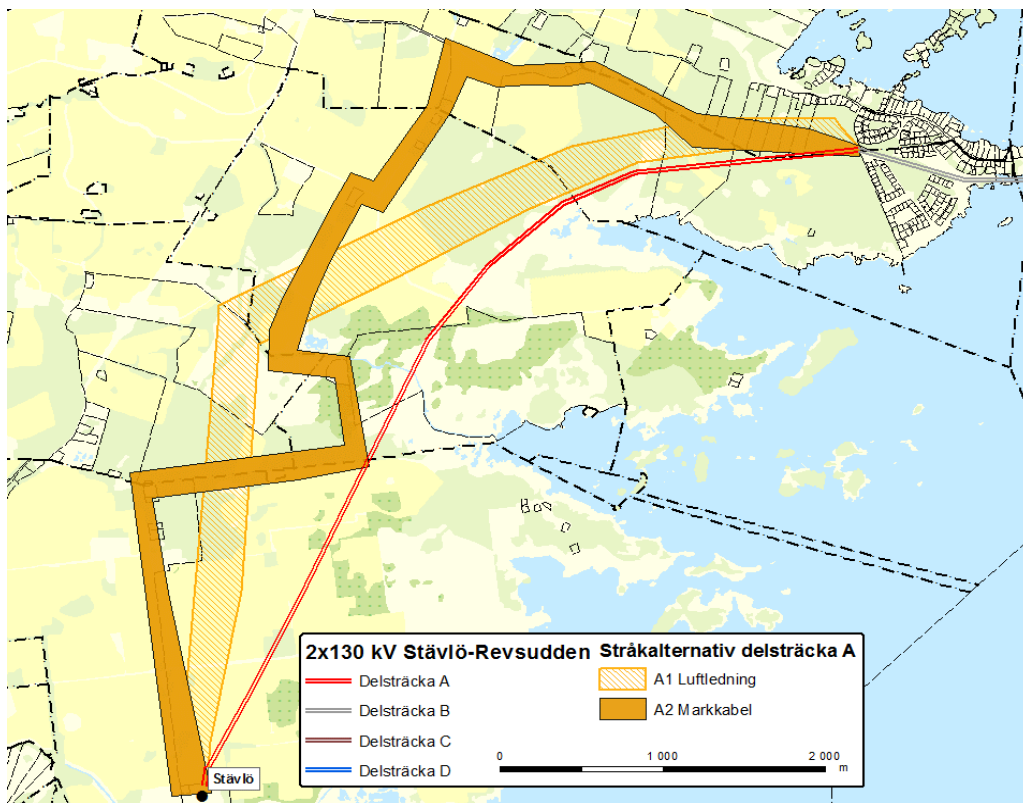 2x130 kV Stävlö-Revsudden
Delsträcka A
Delsträcka B
Delsträcka C
Delsträcka D
Stråkalternativ delsträcka A
A1 Luftledning
A2 Markkabel
0 1 000 2 000
m
Stävlö